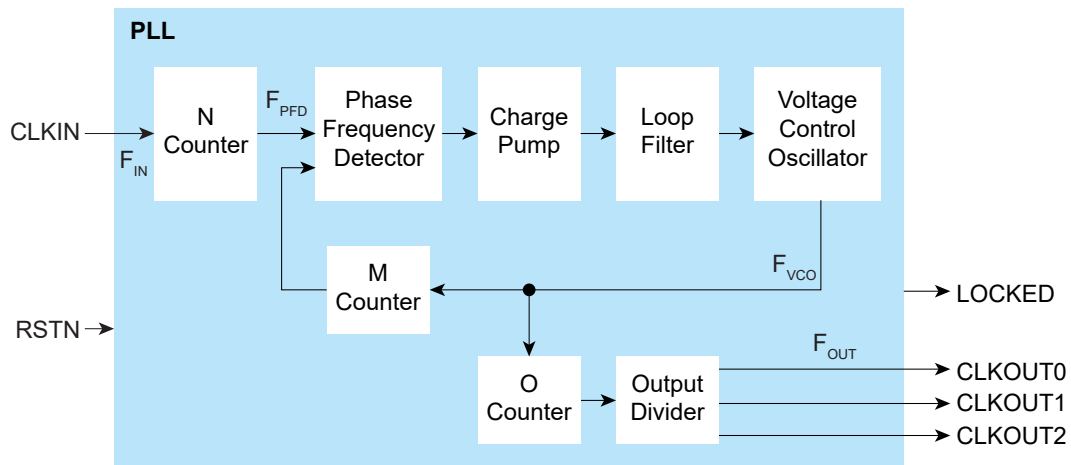 PLL
CLKIN
F_IN
N
Counter
F_PFD
Phase
Frequency
Detector
Charge
Pump
Loop
Filter
Voltage
Control
Oscillator
M
Counter
F_VCO
LOCKED
RSTN
O
Counter
Output
Divider
F_OUT
CLKOUT0
CLKOUT1
CLKOUT2